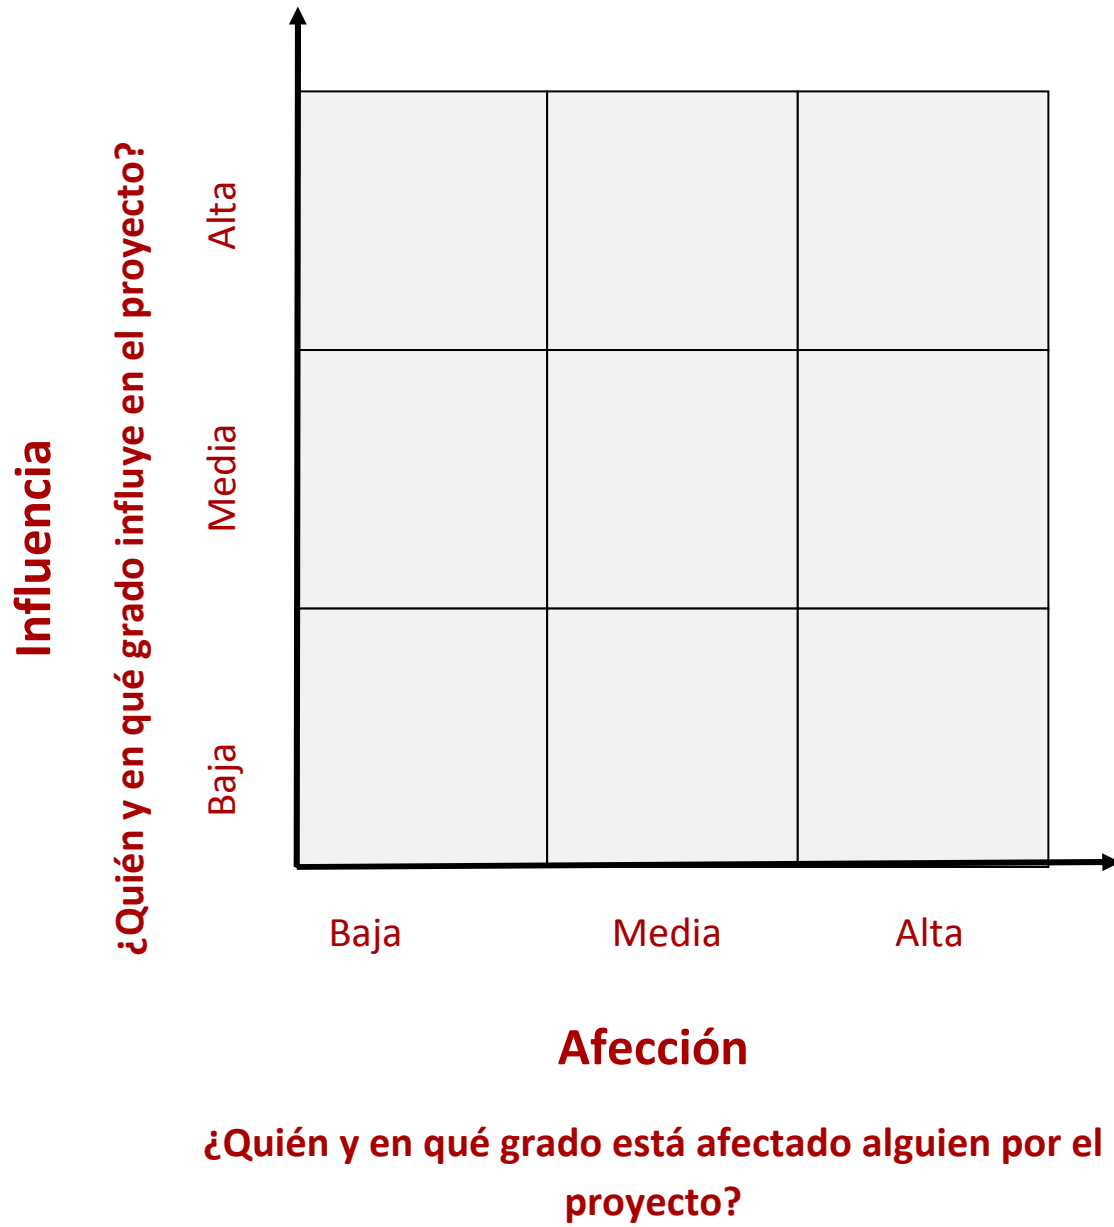 Influencia
¿Quién y en qué grado influye en el proyecto?
Alta
Media
Baja
Baja
Media
Alta
Afección
¿Quién y en qué grado está afectado alguien por el
proyecto?